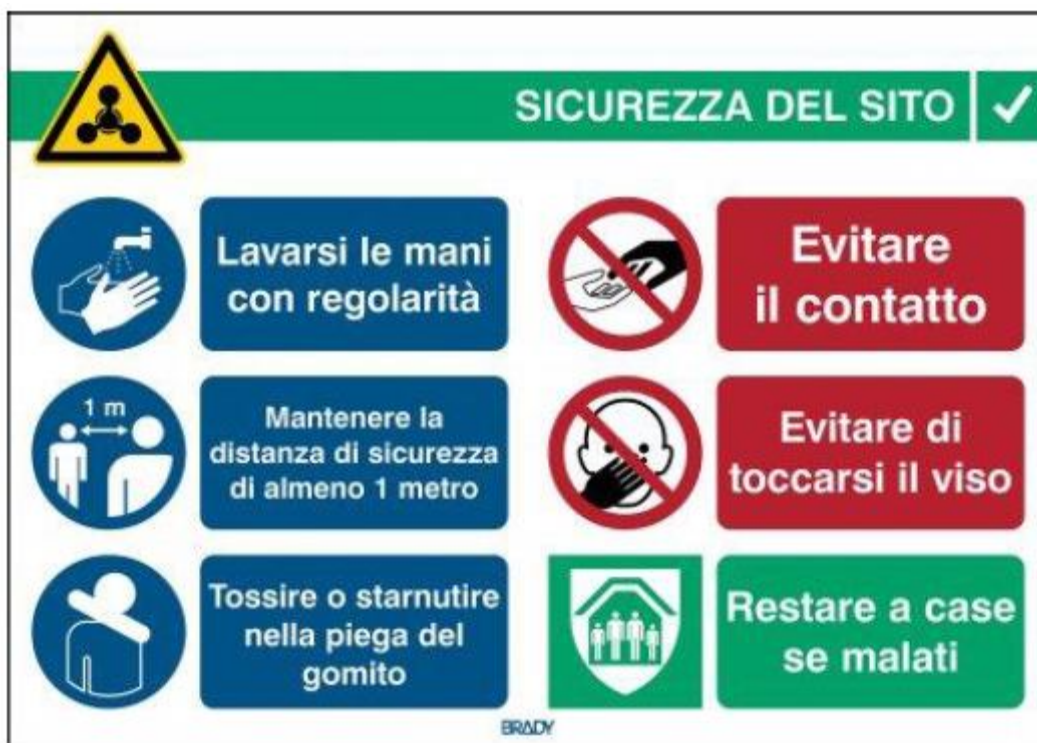 SICUREZZA DEL SITO
Lavarsi le mani
con regolarità
Evitare
il contatto
1 m
Mantenere la
distanza di sicurezza
di almeno 1 metro
Evitare di
toccarsi il viso
Tossire o starnutire
nella piega del
gomito
Restare a case
se malati
BRADY